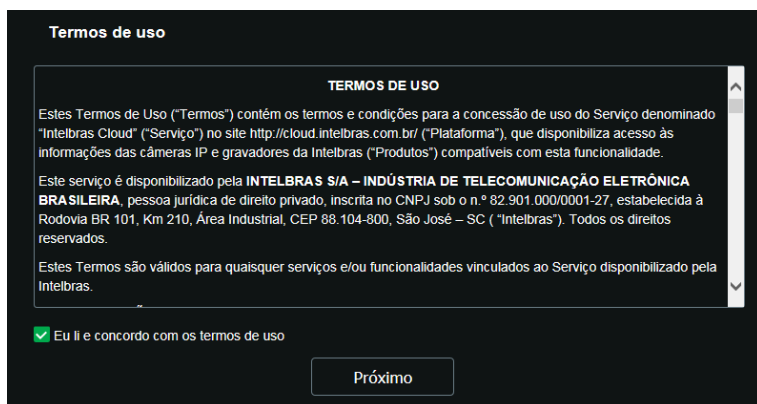 Termos de uso
TERMOS DE USO
Estes Termos de Uso (“Termos”) contém os termos e condições para a concessão de uso do Serviço denominado
“Intelbras Cloud” (“Serviço”) no site http://cloud.intelbras.com.br/ (“Plataforma”), que disponibiliza acesso às
informações das câmeras IP e gravadores da Intelbras (“Produtos”) compatíveis com esta funcionalidade.
Este serviço é disponibilizado pela INTELBRAS S/A – INDÚSTRIA DE TELECOMUNICAÇÃO ELETRÔNICA
BRASILEIRA, pessoa jurídica de direito privado, inscrita no CNPJ sob o n.º 82.901.000/0001-27, estabelecida à
Rodovia BR 101, Km 210, Área Industrial, CEP 88.104-800, São José – SC ( “Intelbras”). Todos os direitos
reservados.
Estes Termos são válidos para quaisquer serviços e/ou funcionalidades vinculados ao Serviço disponibilizado pela
Intelbras.
Eu li e concordo com os termos de uso
Próximo